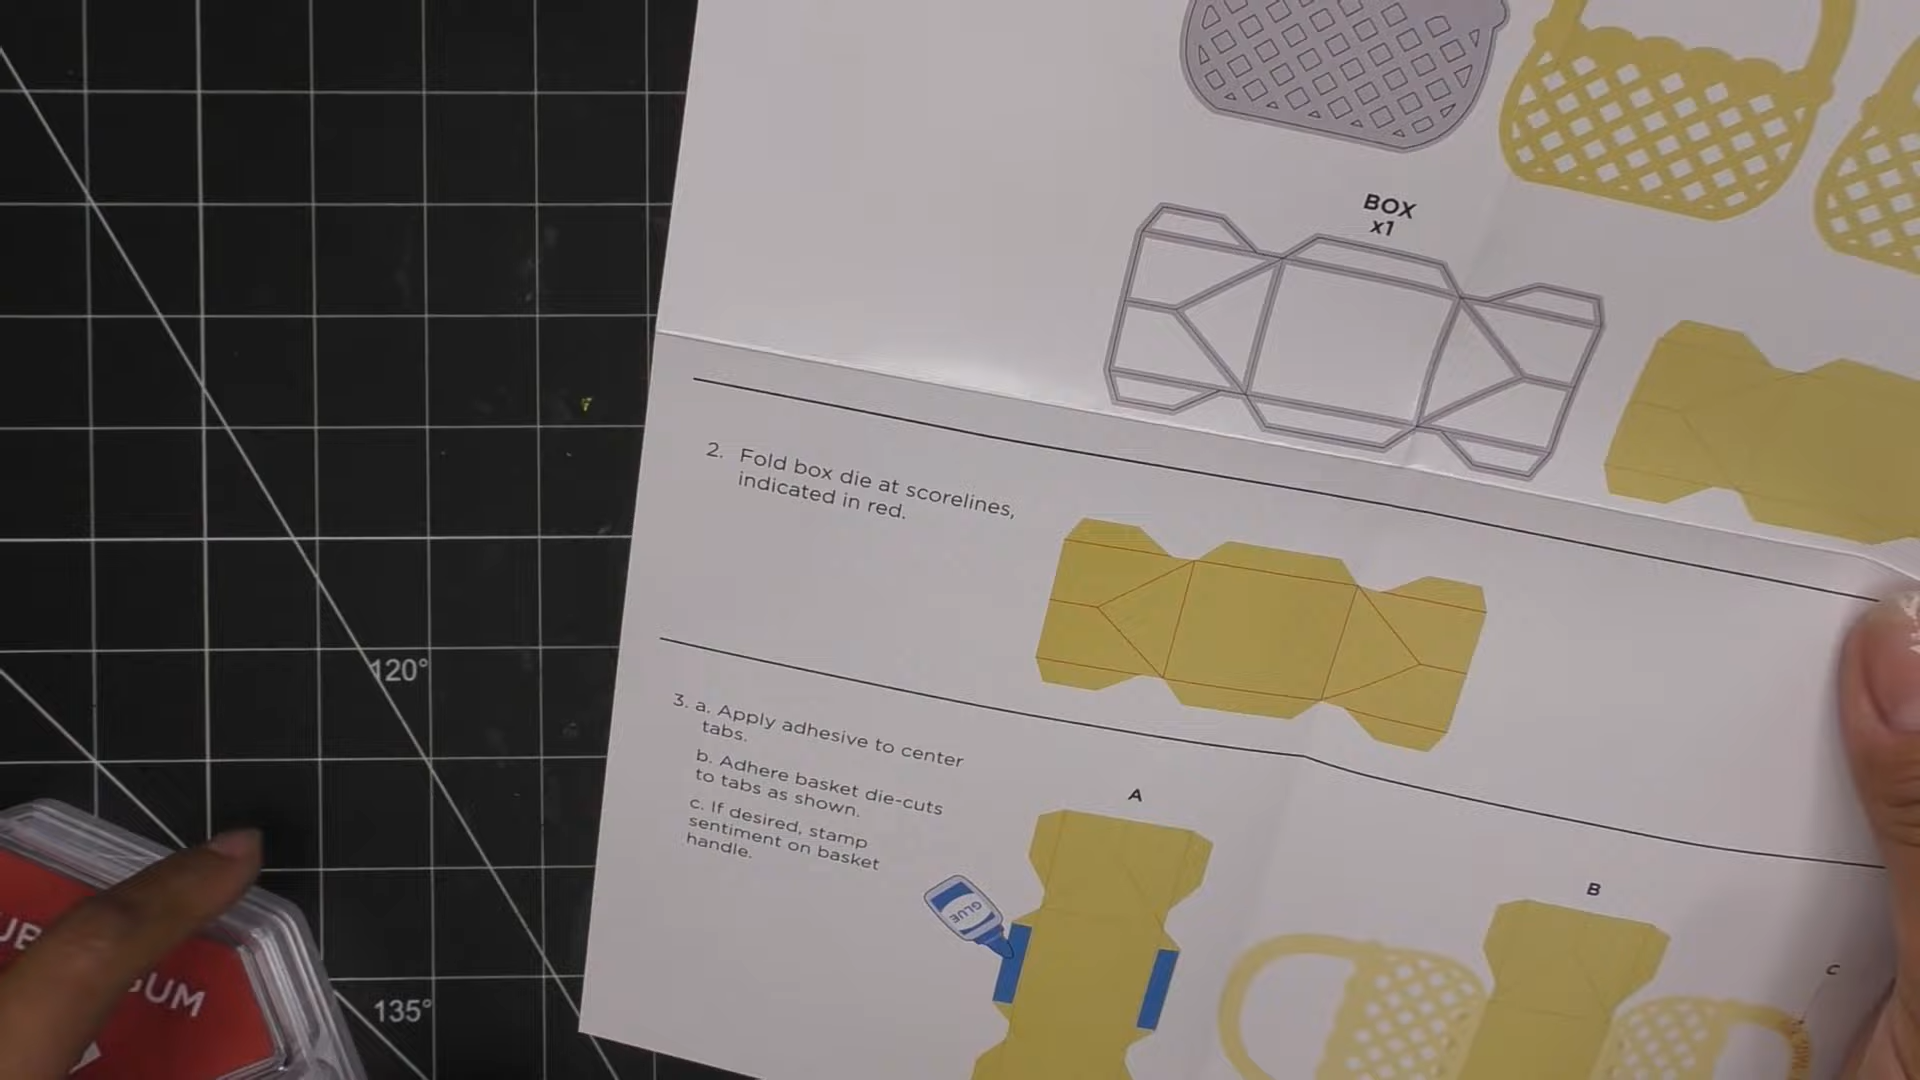 BOX
x1
2. Fold box die at scorelines,
indicated in red.
3. a. Apply adhesive to center
tabs.
b. Adhere basket die-cuts
to tabs as shown.
c. If desired, stamp
sentiment on basket
handle.
A
GLUE
B
C
120°
135°
GUM